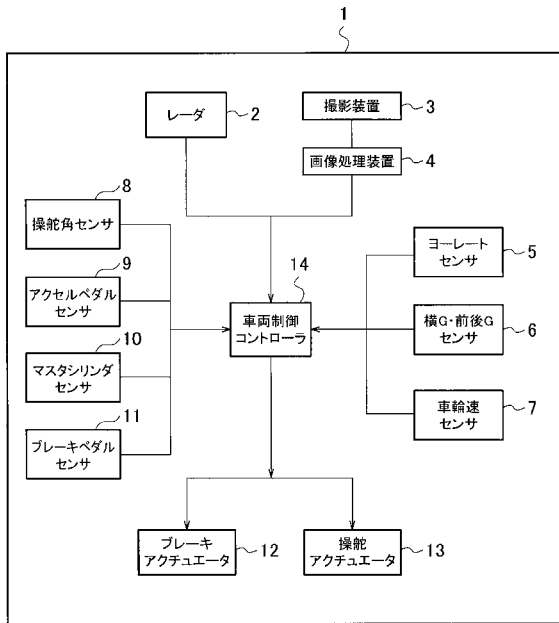 1
レーダ
2
撮影装置
3
画像処理装置
4
8
操舵角センサ
9
アクセルペダル
センサ
10
マスタシリンダ
センサ
11
ブレーキペダル
センサ
14
車両制御
コントローラ
ヨーレート
センサ
5
横G・前後G
センサ
6
車輪速
センサ
7
ブレーキ
アクチュエータ
12
操舵
アクチュエータ
13